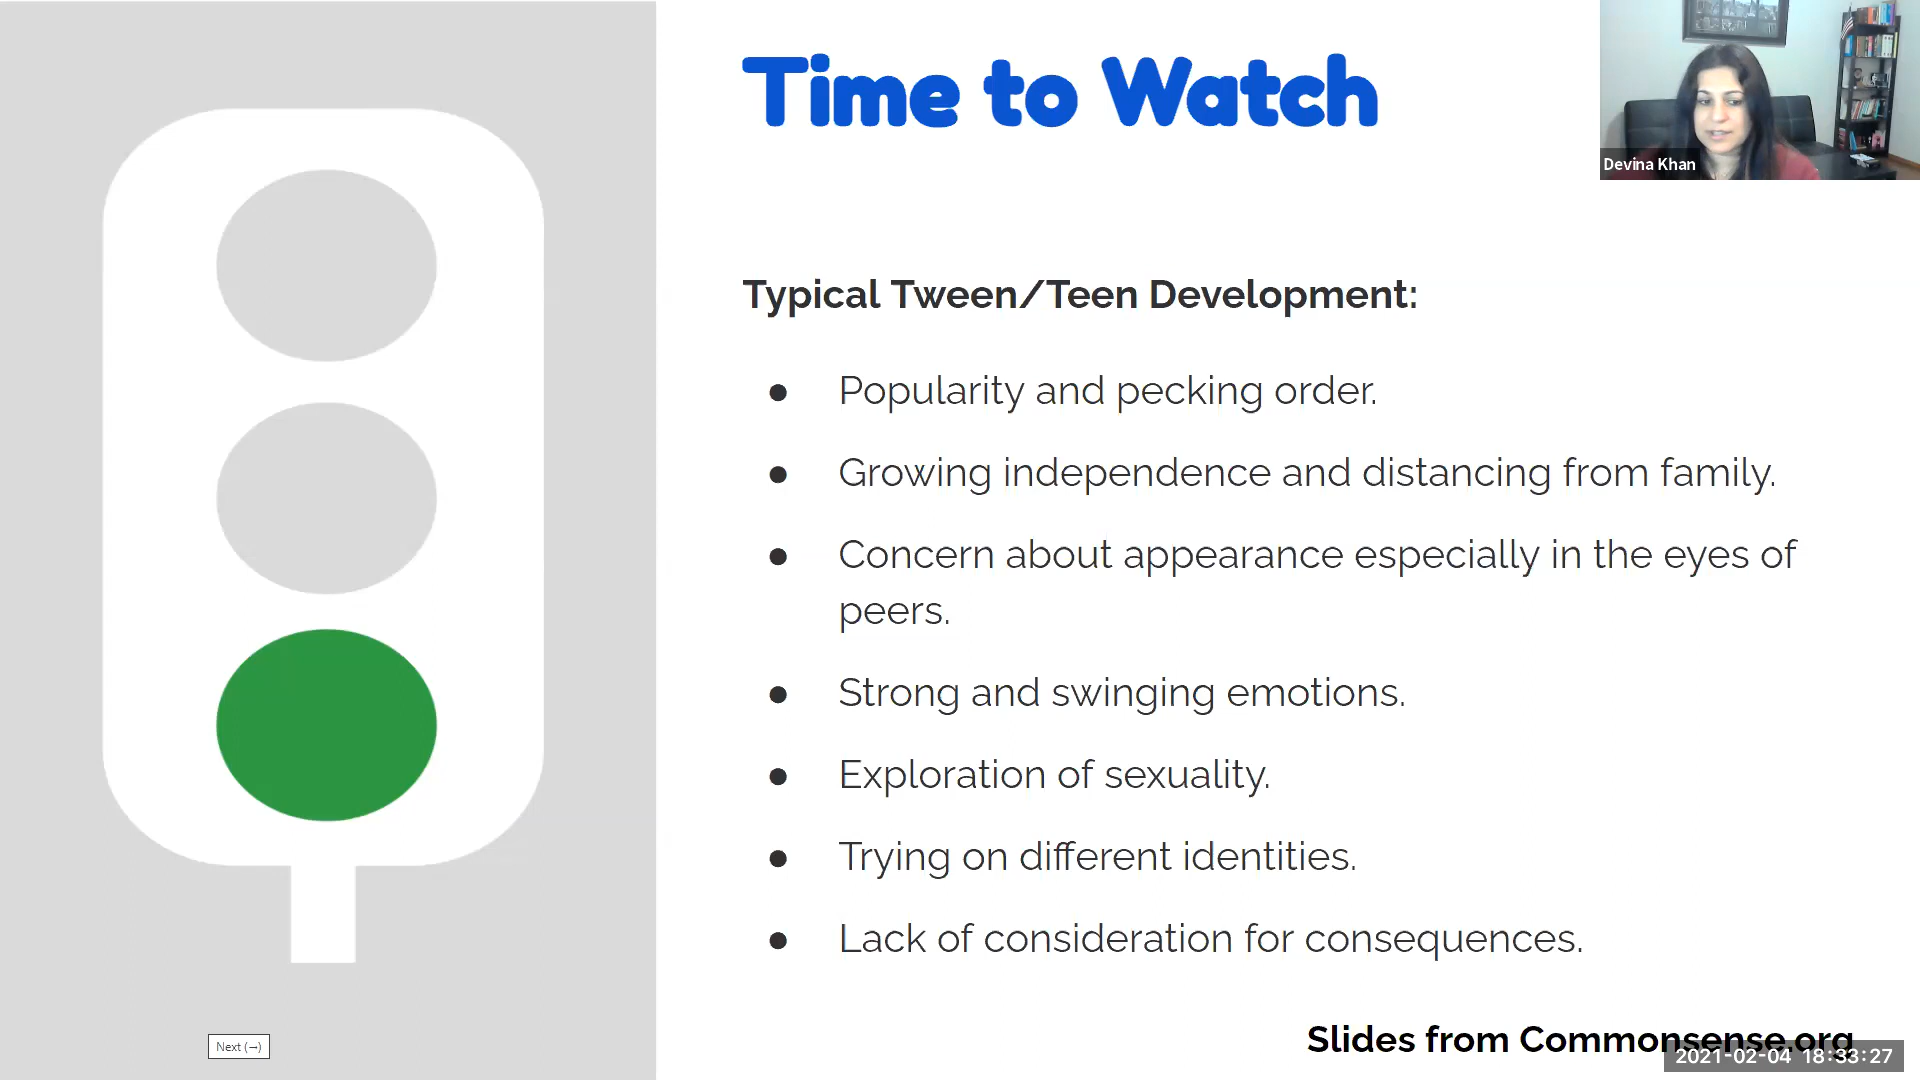 Time to Watch
Devina Khan
Typical Tween/Teen Development:
● Popularity and pecking order.
● Growing independence and distancing from family.
● Concern about appearance especially in the eyes of
peers.
● Strong and swinging emotions.
● Exploration of sexuality.
● Trying on different identities.
● Lack of consideration for consequences.
Slides from Commonsense.org
Next (→)
2021-02-04 18:33:27